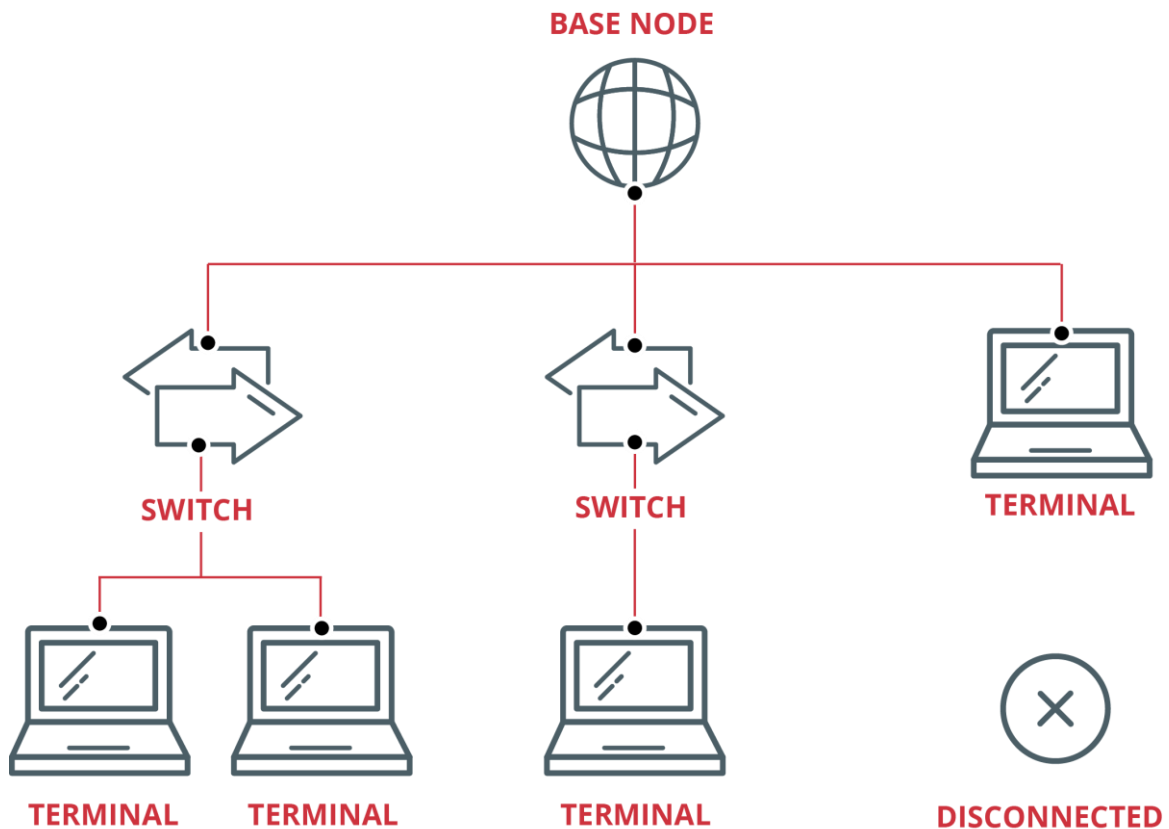 BASE NODE
SWITCH
SWITCH
TERMINAL
TERMINAL
TERMINAL
TERMINAL
DISCONNECTED